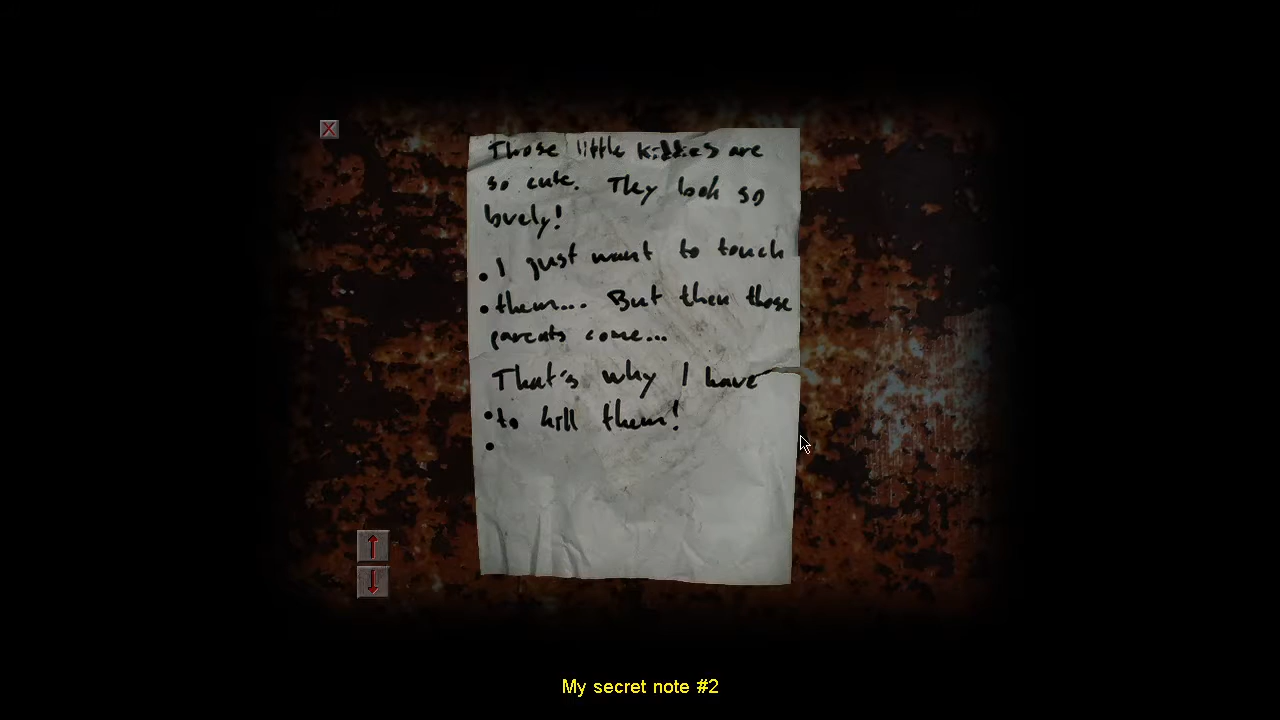 Those little kiddies are
so cute. They look so
lovely!
I just want to touch
them... But then those
parents come...
That's why I have
to kill them!
My secret note #2